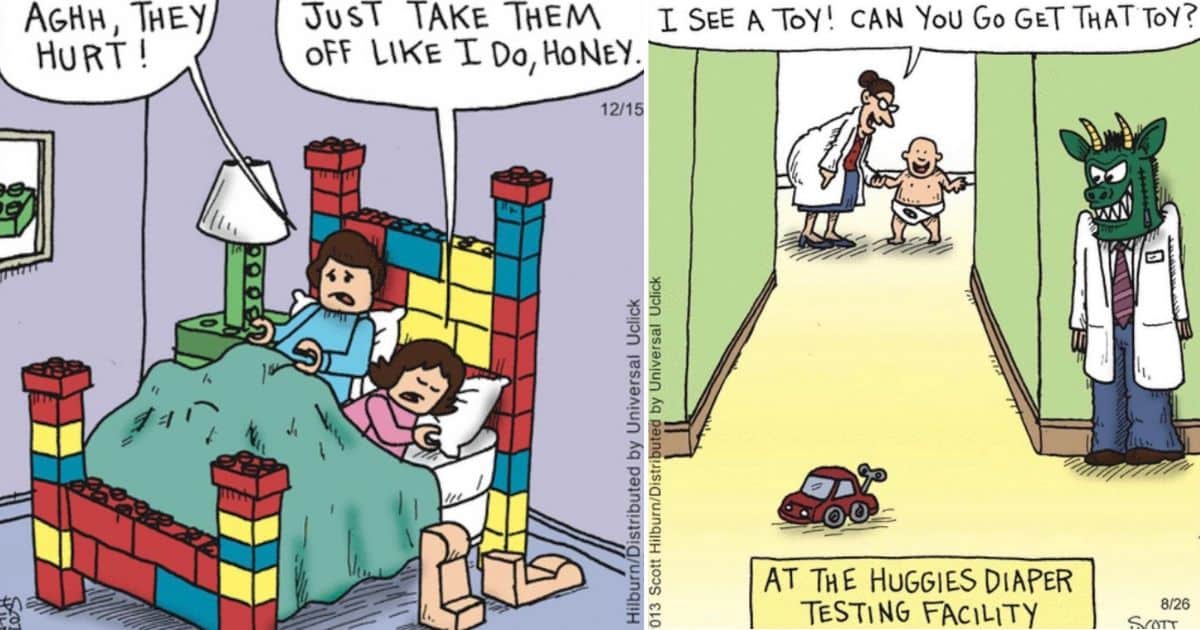 AGHH, THEY
HURT!
JUST TAKE THEM
OFF LIKE I DO, HONEY.
12/15
Hilburn/Distributed by Universal Uclick
I SEE A TOY! CAN YOU GO GET THAT TOY?
013 Scott Hilburn/Distributed by Universal Uclick
AT THE HUGGIES DIAPER
TESTING FACILITY
8/26
SCOTT